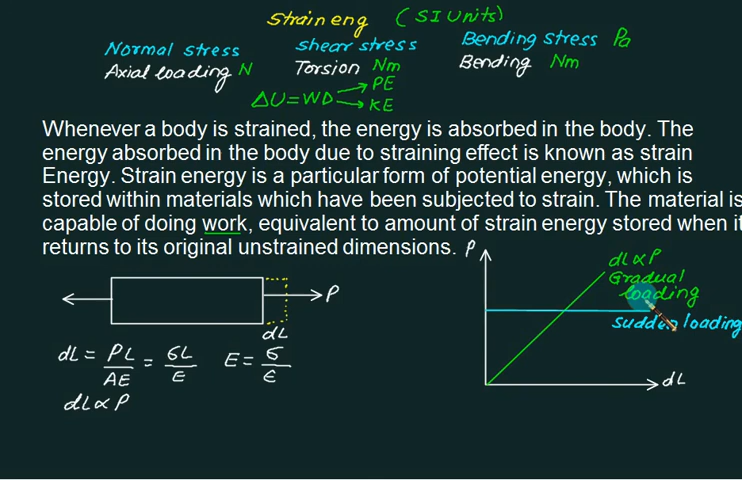 Strain eng (SI Units)
Normal stress shear stress Bending stress Pa
Axial loading N Torsion Nm Bending Nm
ΔU = WD PE
KE
Whenever a body is strained, the energy is absorbed in the body. The
energy absorbed in the body due to straining effect is known as strain
Energy. Strain energy is a particular form of potential energy, which is
stored within materials which have been subjected to strain. The material is
capable of doing work, equivalent to amount of strain energy stored when it
returns to its original unstrained dimensions.
P
dL
dL = PL/AE = σL/E E = σ/ϵ
dL ∝ P
P
dL ∝ P
Gradual
loading
sudden loading
dL